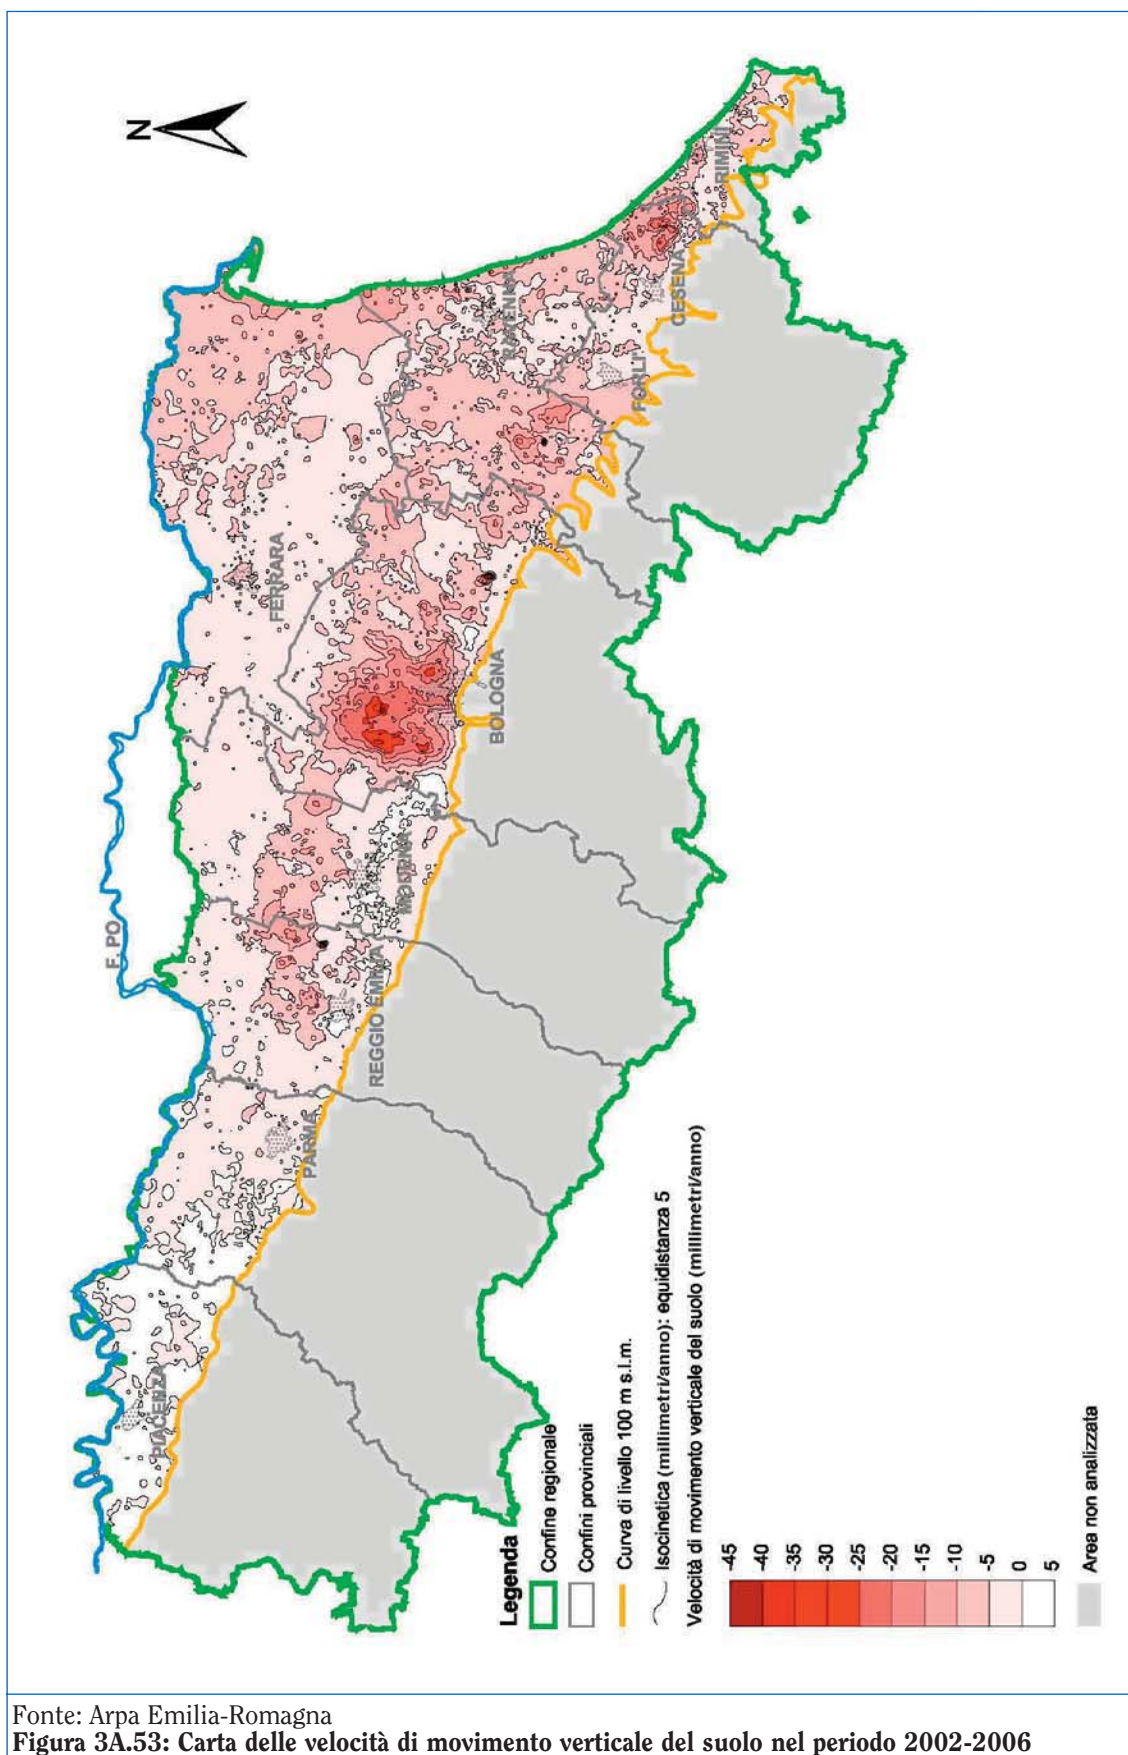 N
F. PO
PIACENZA
PARMA
REGGIO EMILIA
MODENA
BOLOGNA
FERRARA
RAVENNA
FORLI'
CESENA
RIMINI
Legenda
Confine regionale
Confini provinciali
Curva di livello 100 m s.l.m.
Isocinetica (millimetri/anno): equidistanza 5
Velocità di movimento verticale del suolo (millimetri/anno)
-45
-40
-35
-30
-25
-20
-15
-10
-5
0
5
Area non analizzata
Fonte: Arpa Emilia-Romagna
Figura 3A.53: Carta delle velocità di movimento verticale del suolo nel periodo 2002-2006